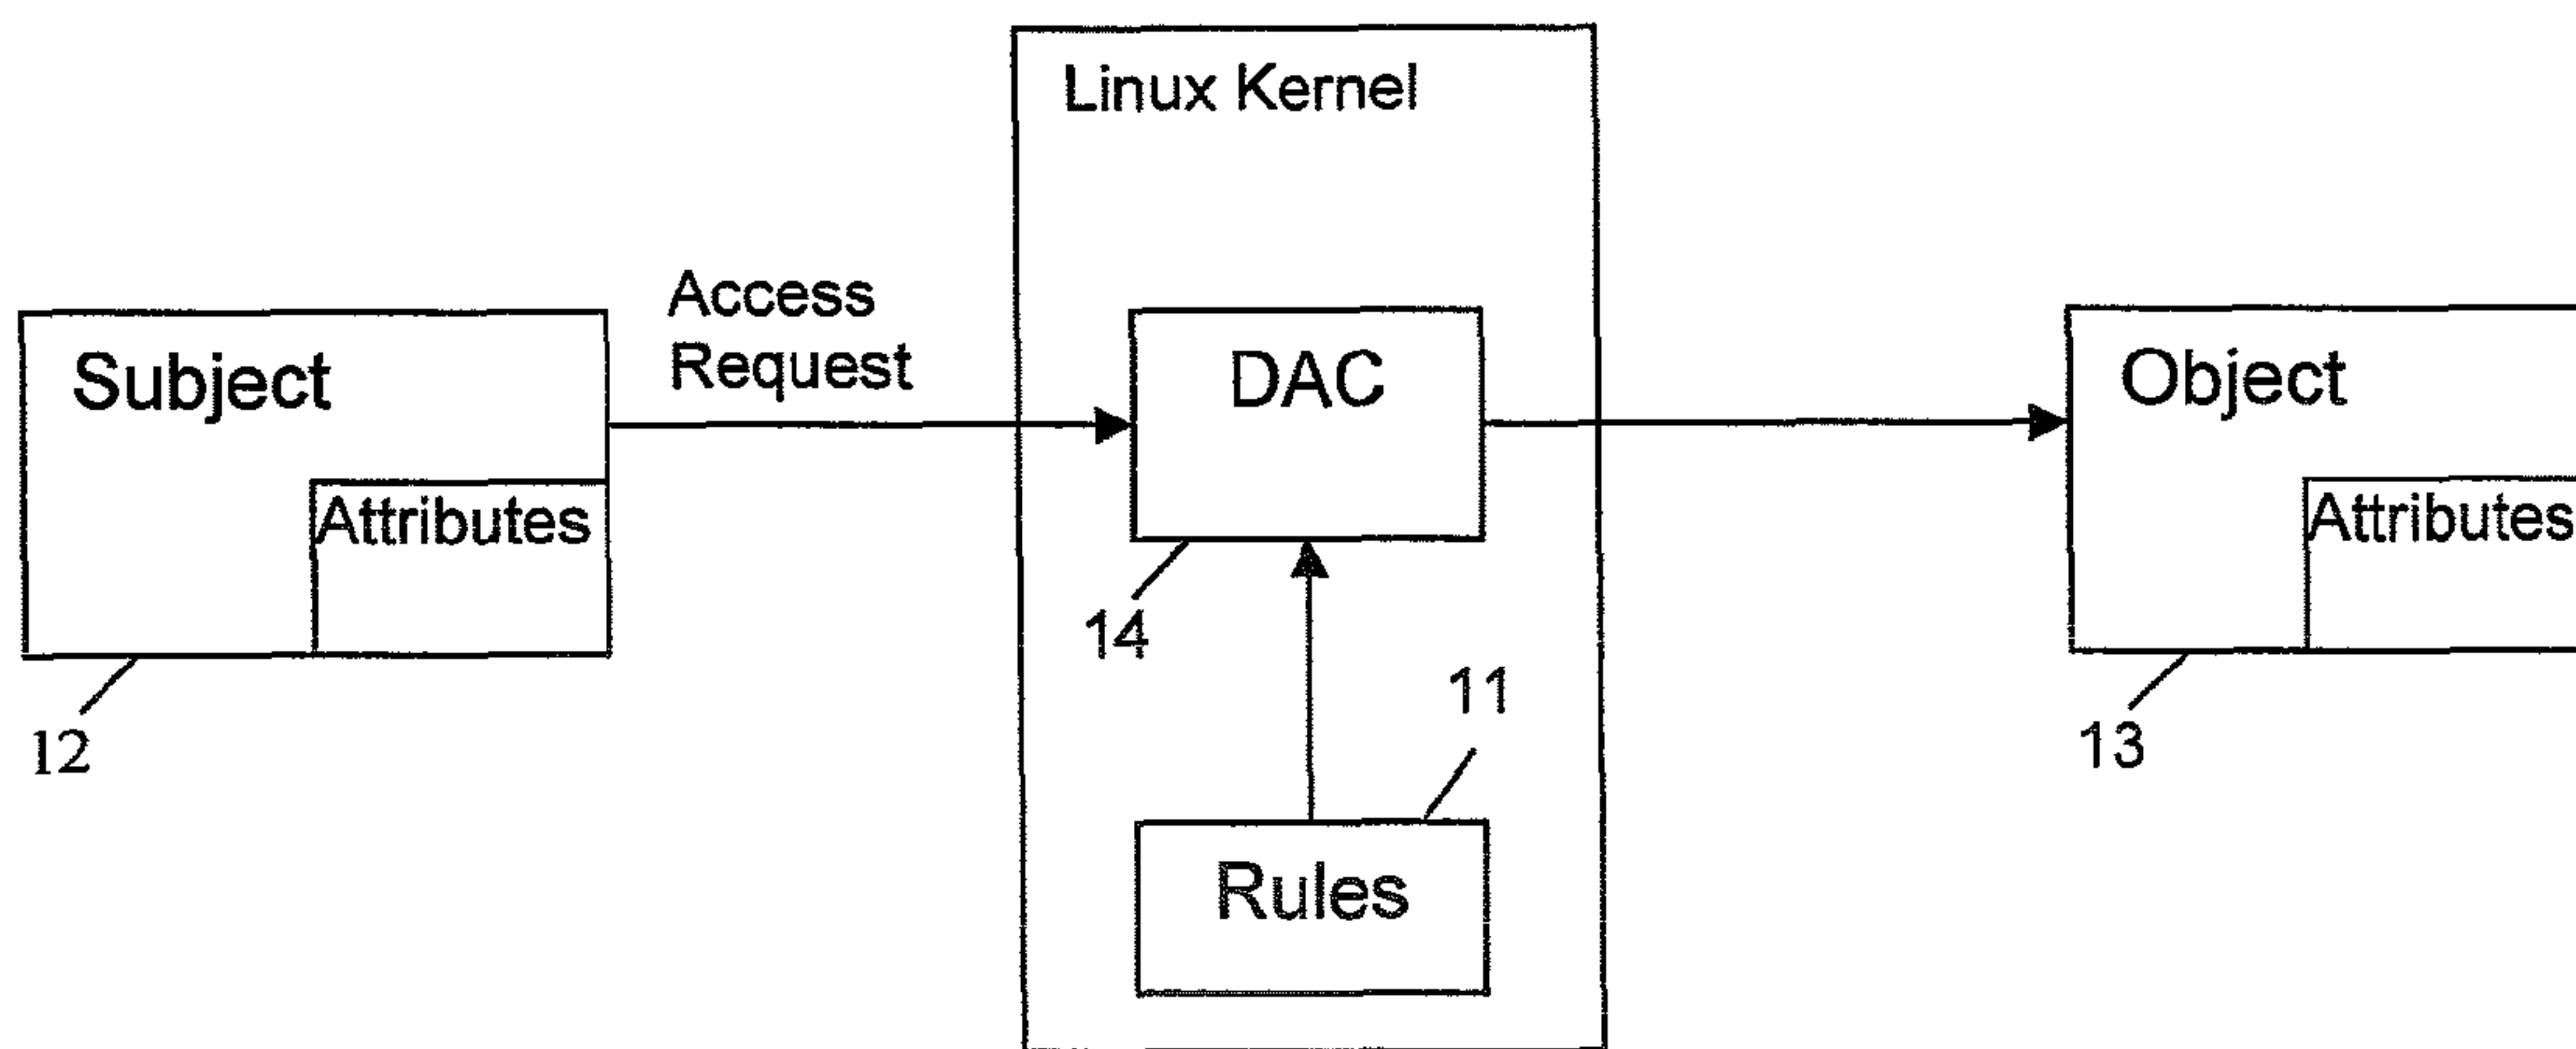 Linux Kernel
Access
Request
Subject
DAC
Object
Attributes
Attributes
14
11
12
13
Rules